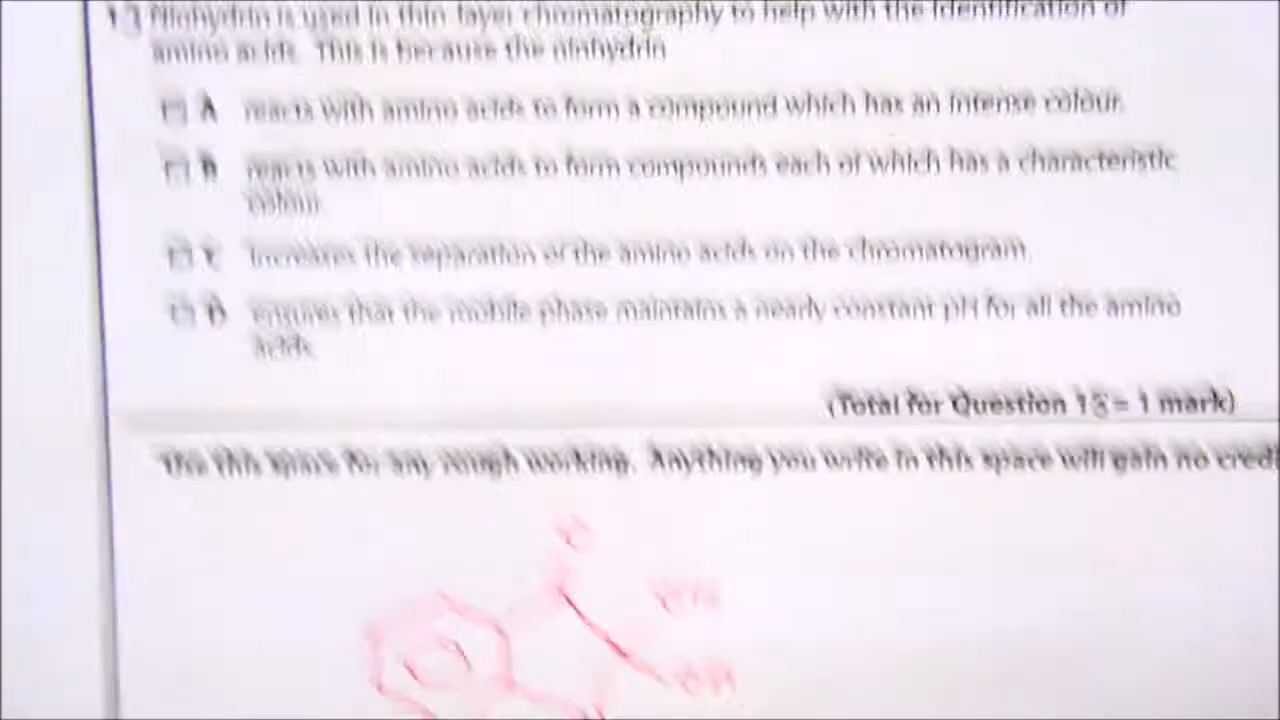 Ninhydrin is used in thin layer chromatography to help with the identification of
amino acids. This is because the ninhydrin
A reacts with amino acids to form a compound which has an intense colour.
B reacts with amino acids to form compounds each of which has a characteristic
colour.
C increases the separation of the amino acids on the chromatogram.
D ensures that the mobile phase maintains a nearly constant pH for all the amino
acids.
(Total for Question = 1 mark)
Use this space for any rough working. Anything you write in this space will gain no
OH